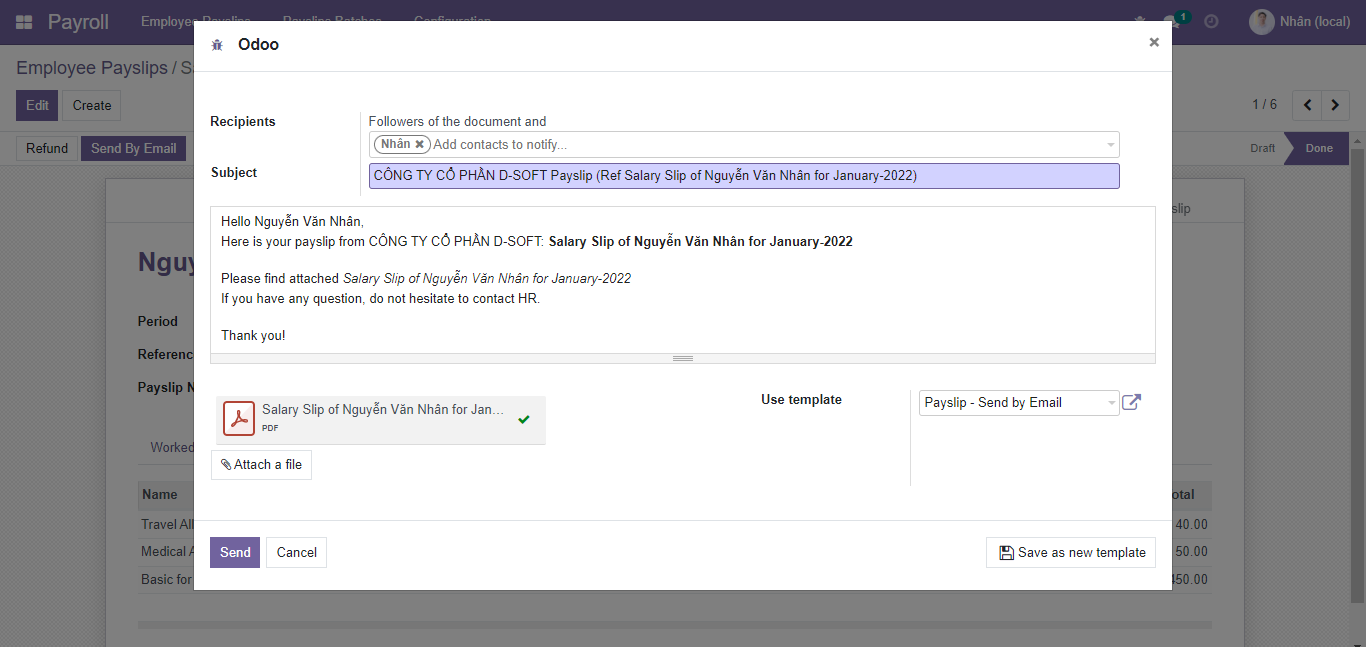 Payroll
Employee Payslips Payslips Batches Configuration
1
Nhân (local)
Odoo
×
Employee Payslips / S
Edit Create
1 / 6
Refund Send By Email
Draft Done
Recipients
Followers of the document and
Nhân ✖ Add contacts to notify...
Subject
CÔNG TY CỔ PHẦN D-SOFT Payslip (Ref Salary Slip of Nguyễn Văn Nhân for January-2022)
slip
Hello Nguyễn Văn Nhân,
Here is your payslip from CÔNG TY CỔ PHẦN D-SOFT: Salary Slip of Nguyễn Văn Nhân for January-2022
Nguy
Please find attached Salary Slip of Nguyễn Văn Nhân for January-2022
If you have any question, do not hesitate to contact HR.
Period
Thank you!
Referenc
Payslip N
Use template
Payslip - Send by Email
Salary Slip of Nguyễn Văn Nhân for Jan...
PDF
Worked
Attach a file
Name
otal
Travel All
40.00
Medical A
50.00
Send Cancel
Save as new template
Basic for
450.00